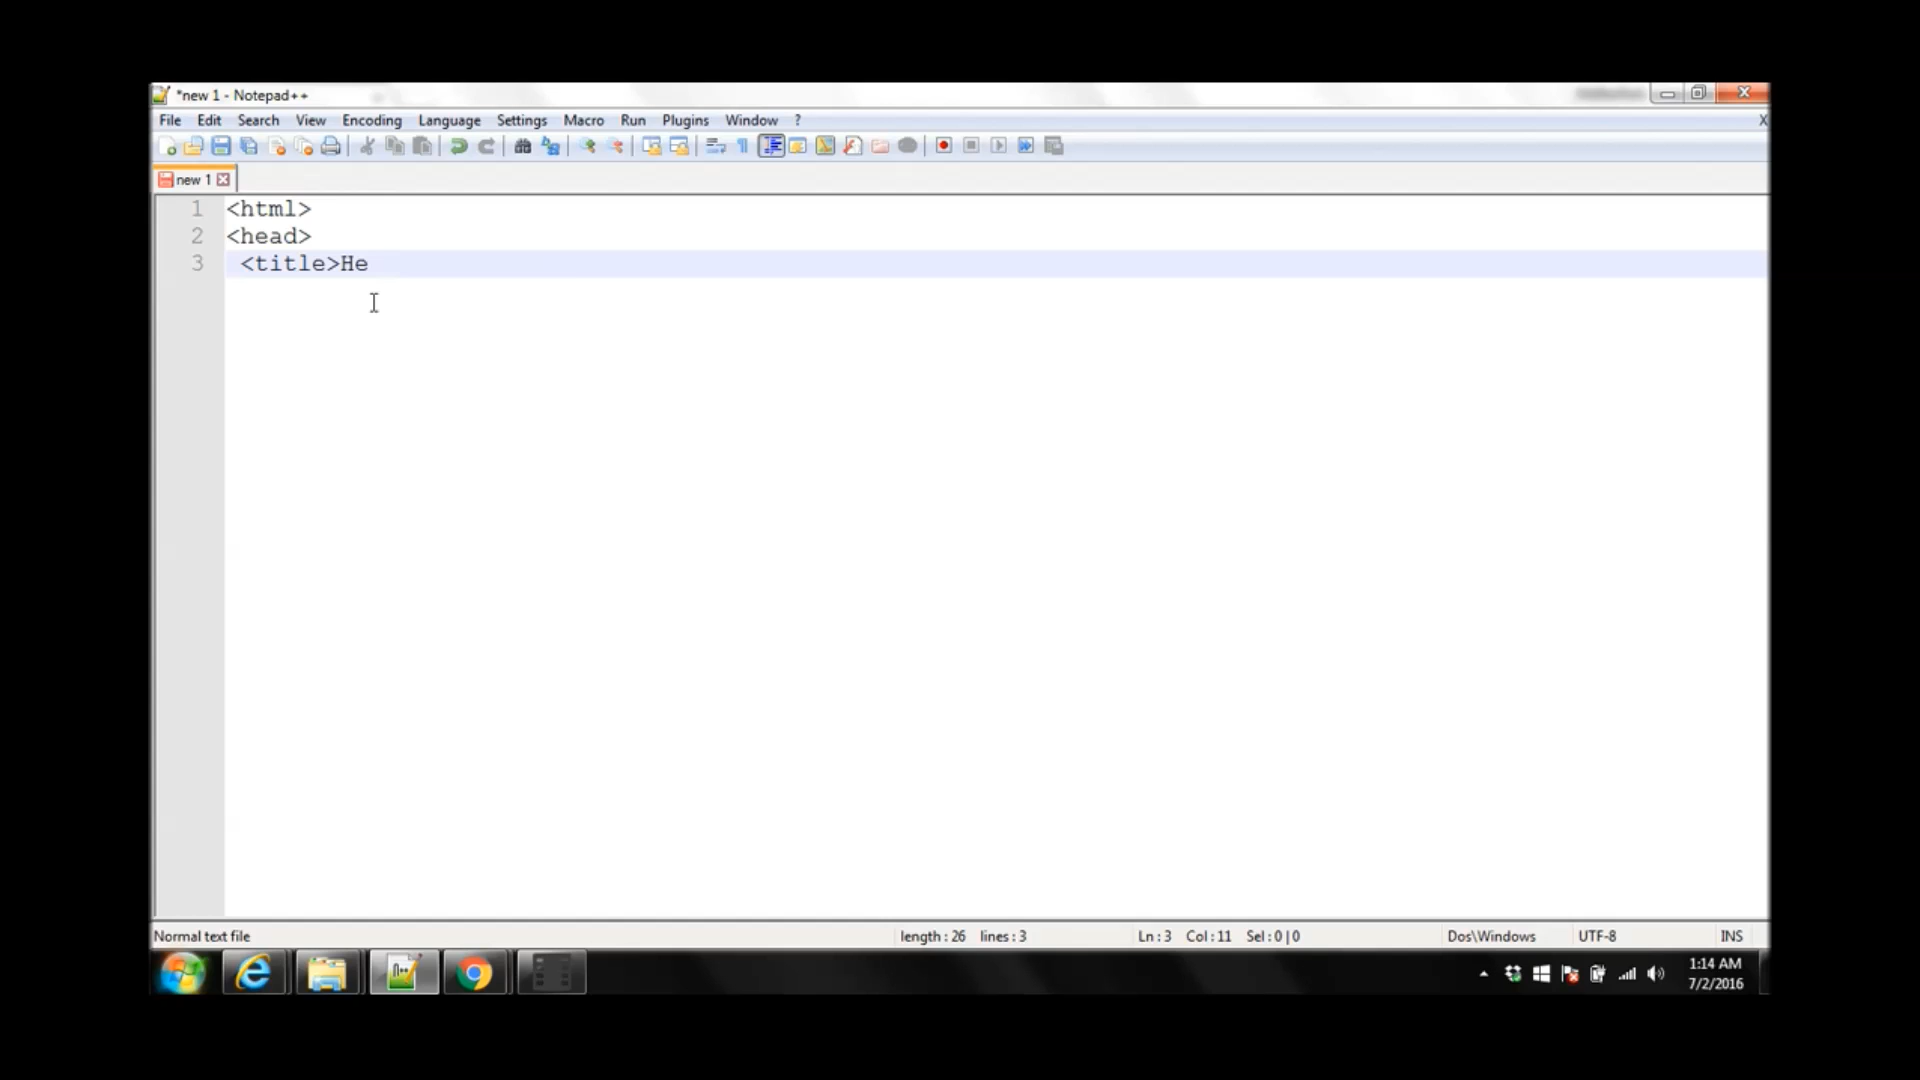 *new 1 - Notepad++
File Edit Search View Encoding Language Settings Macro Run Plugins Window ? X
new 1
1 <html>
2 <head>
3 <title>He
Normal text file length : 26 lines : 3 Ln : 3 Col : 11 Sel : 0 | 0 Dos\Windows UTF-8 INS
1:14 AM
7/2/2016